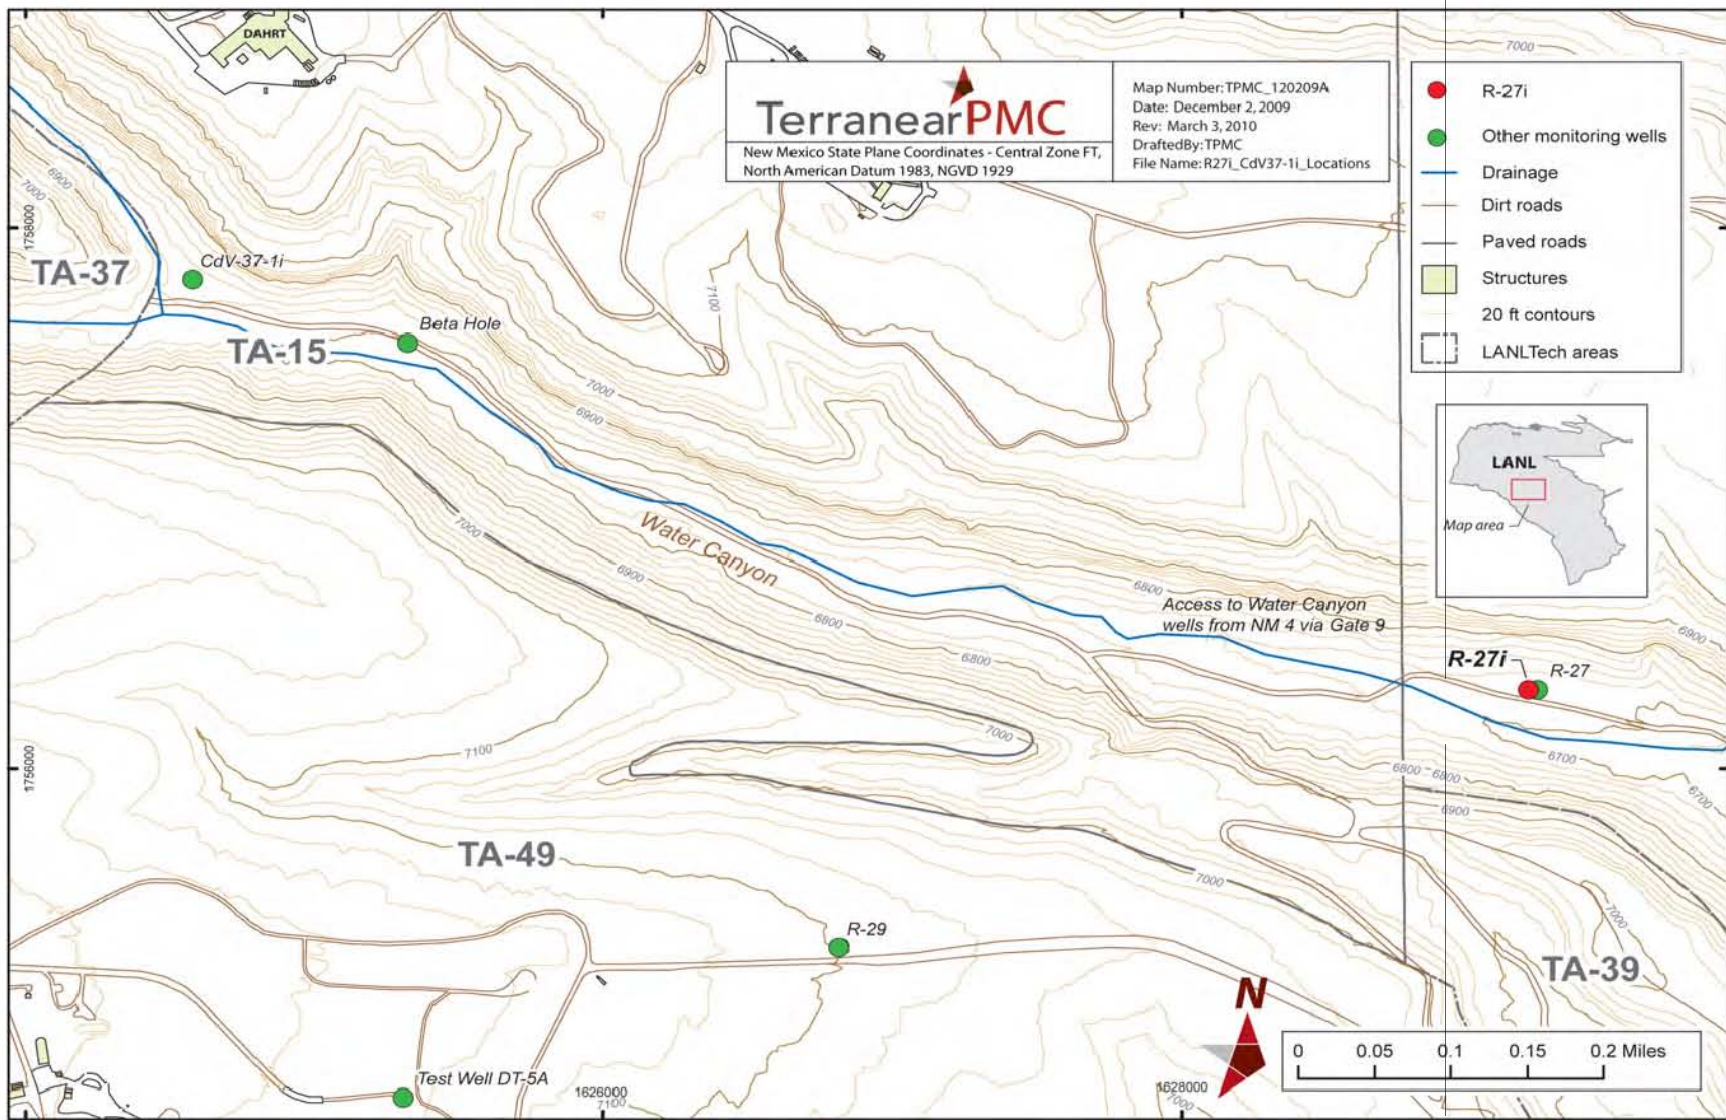 DAHRT
TerranearPMC
New Mexico State Plane Coordinates - Central Zone FT,
North American Datum 1983, NGVD 1929
Map Number: TPMC_120209A
Date: December 2, 2009
Rev: March 3, 2010
DraftedBy: TPMC
File Name: R27i_CdV37-1i_Locations
7000
R-27i
Other monitoring wells
Drainage
Dirt roads
Paved roads
Structures
20 ft contours
LANLTech areas
6900
7000
1758000
TA-37
CdV-37-1i
7100
Beta Hole
TA-15
7000
6900
LANL
Map area
7000
Water Canyon
6900
6800
6800
6800
Access to Water Canyon
wells from NM 4 via Gate 9
6900
R-27i
R-27
7000
7100
1756000
6700
6800
6800
6900
6700
TA-49
7000
7000
R-29
TA-39
N
Test Well DT-5A
1626000
7100
1628000
7000
0
0.05
0.1
0.15
0.2 Miles